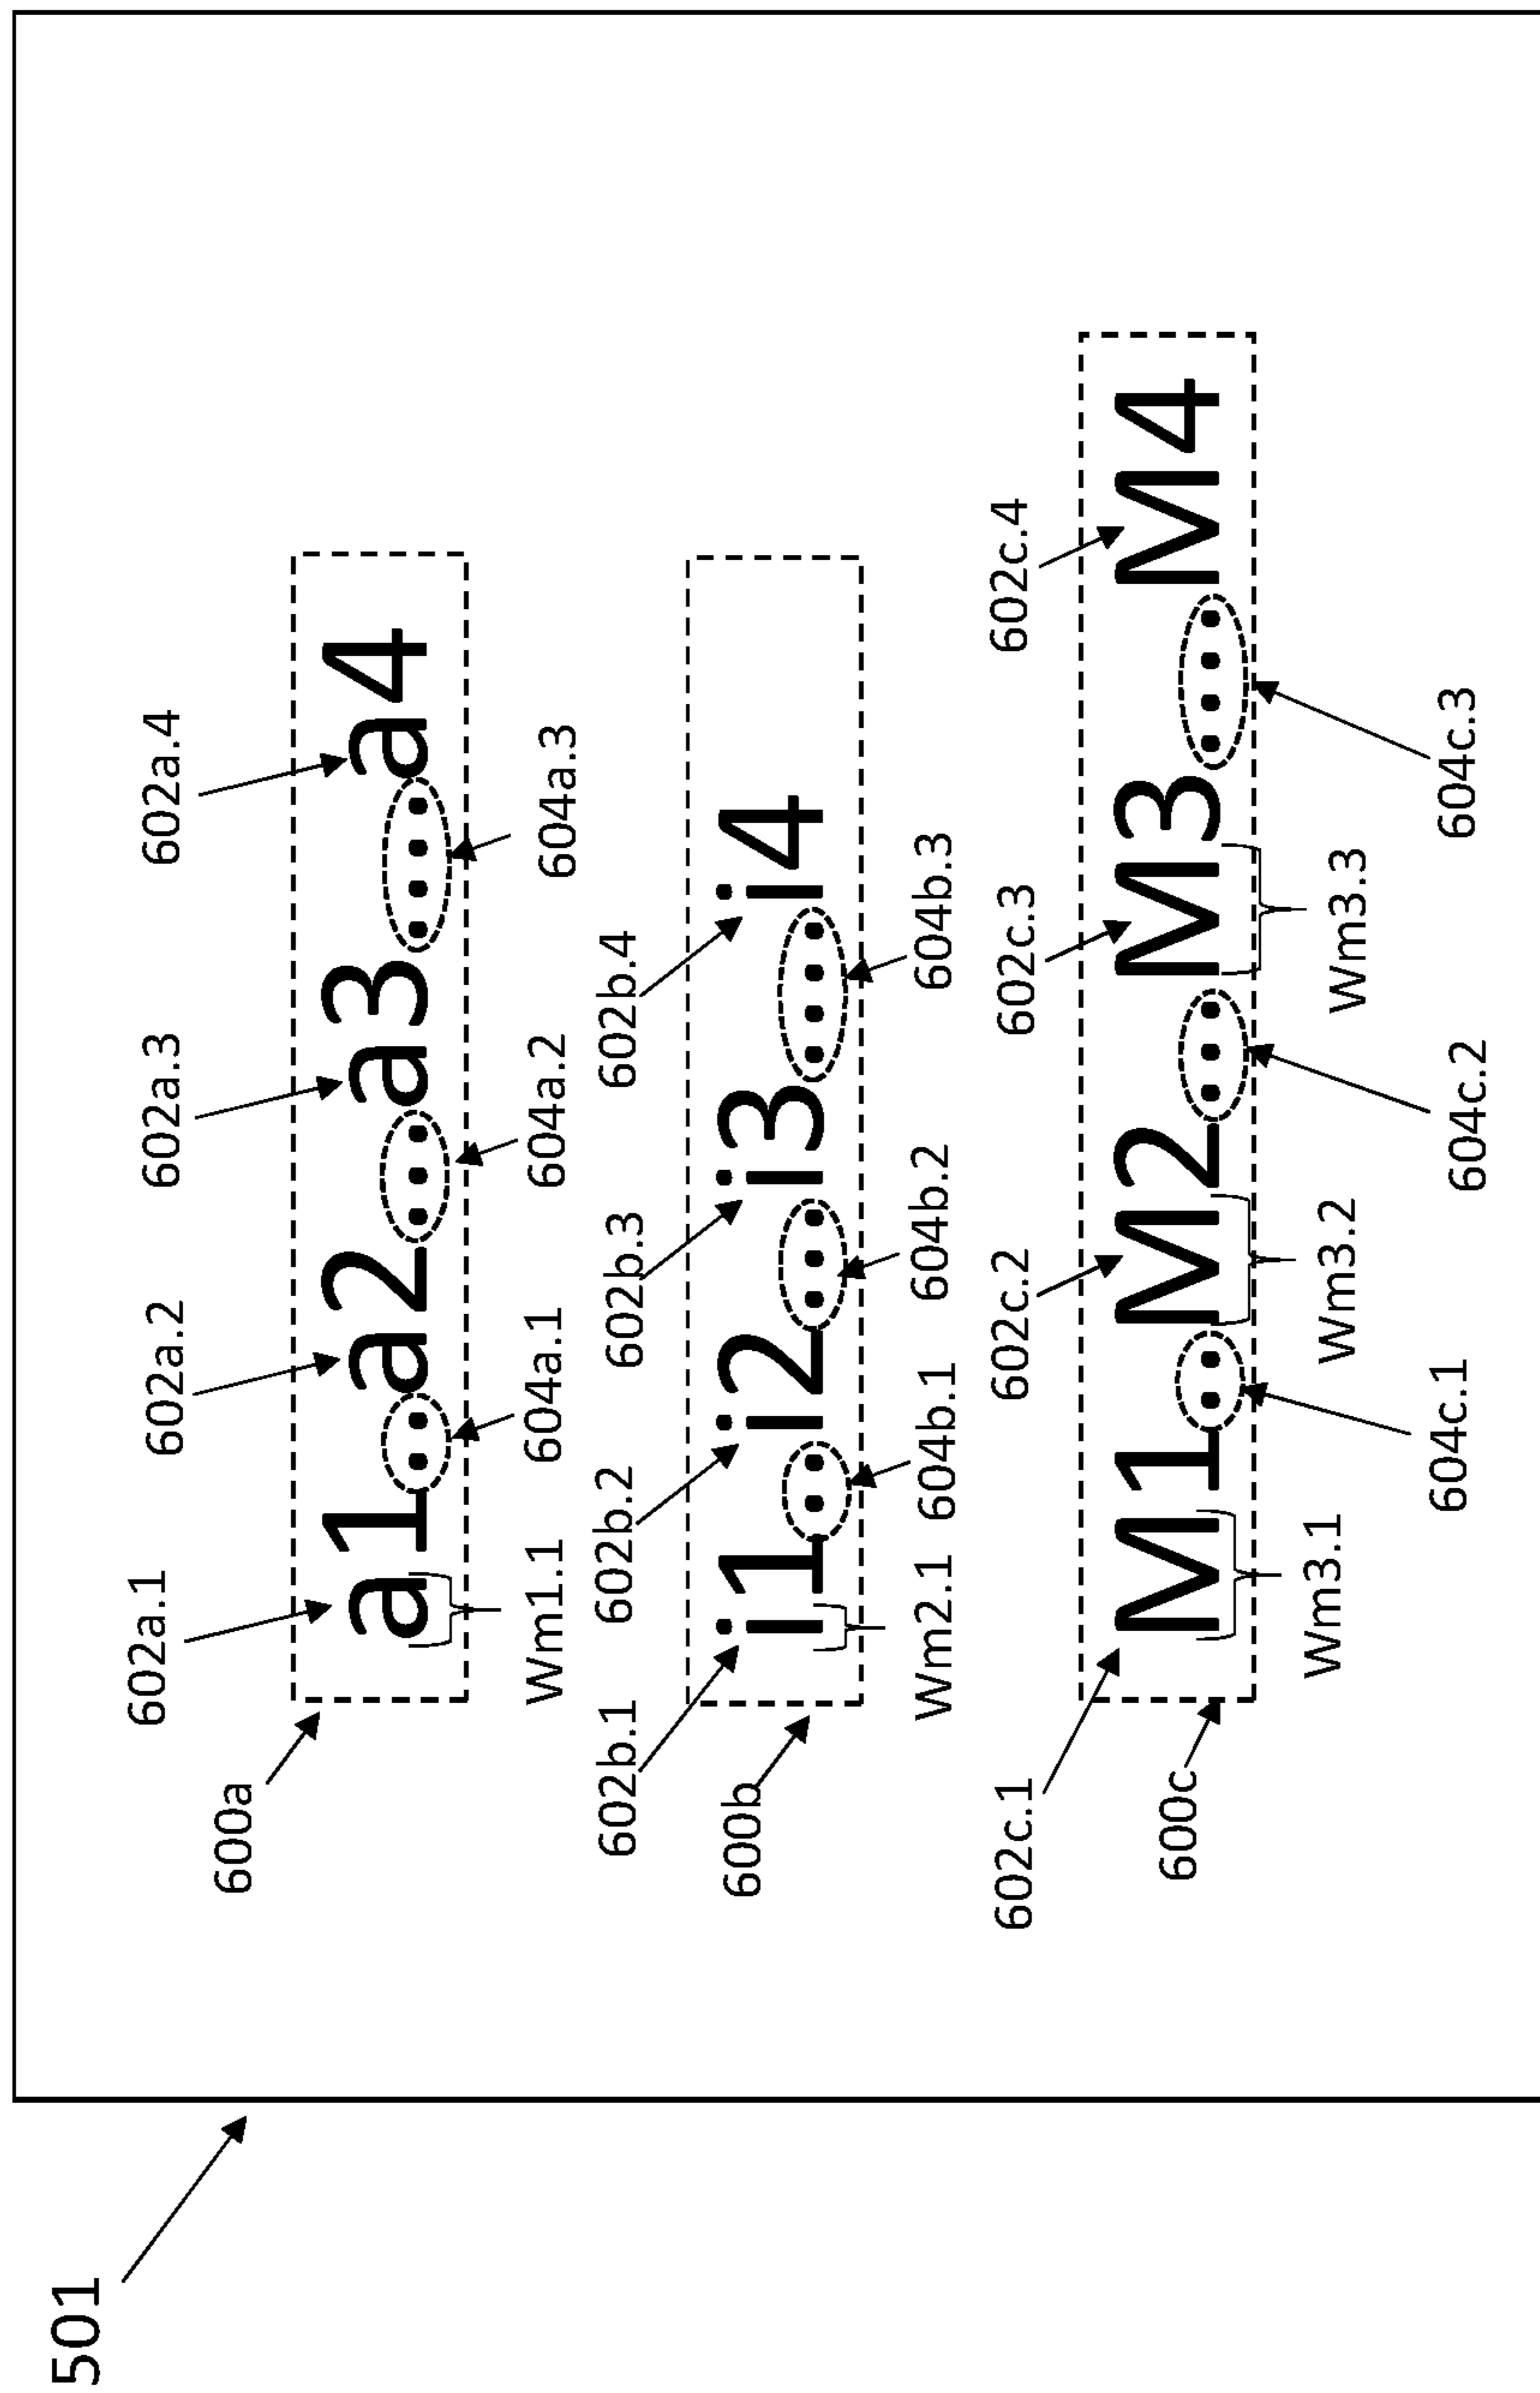 501
602a.1 602a.2 602a.3 602a.4
600a
a1..a2...a3....a4
Wm1.1 604a.1 604a.2 604a.3
602b.1 602b.2 602b.3 602b.4
600b
i1..i2...i3....i4
Wm2.1 604b.1 604b.2 604b.3
602c.1 602c.2 602c.3 602c.4
600c
M1..M2...M3....M4
Wm3.1 Wm3.2 Wm3.3
604c.1 604c.2 604c.3